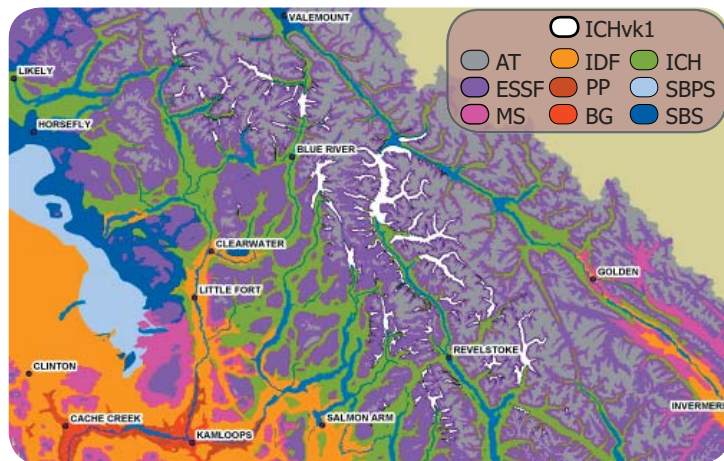 VALEMOUNT
ICHvk1
AT IDF ICH
ESSF PP SBPS
MS BG SBS
LIKELY
HORSEFLY
BLUE RIVER
CLEARWATER
GOLDEN
LITTLE FORT
REVELSTOKE
CLINTON
INVERMERE
CACHE CREEK
SALMON ARM
KAMLOOPS